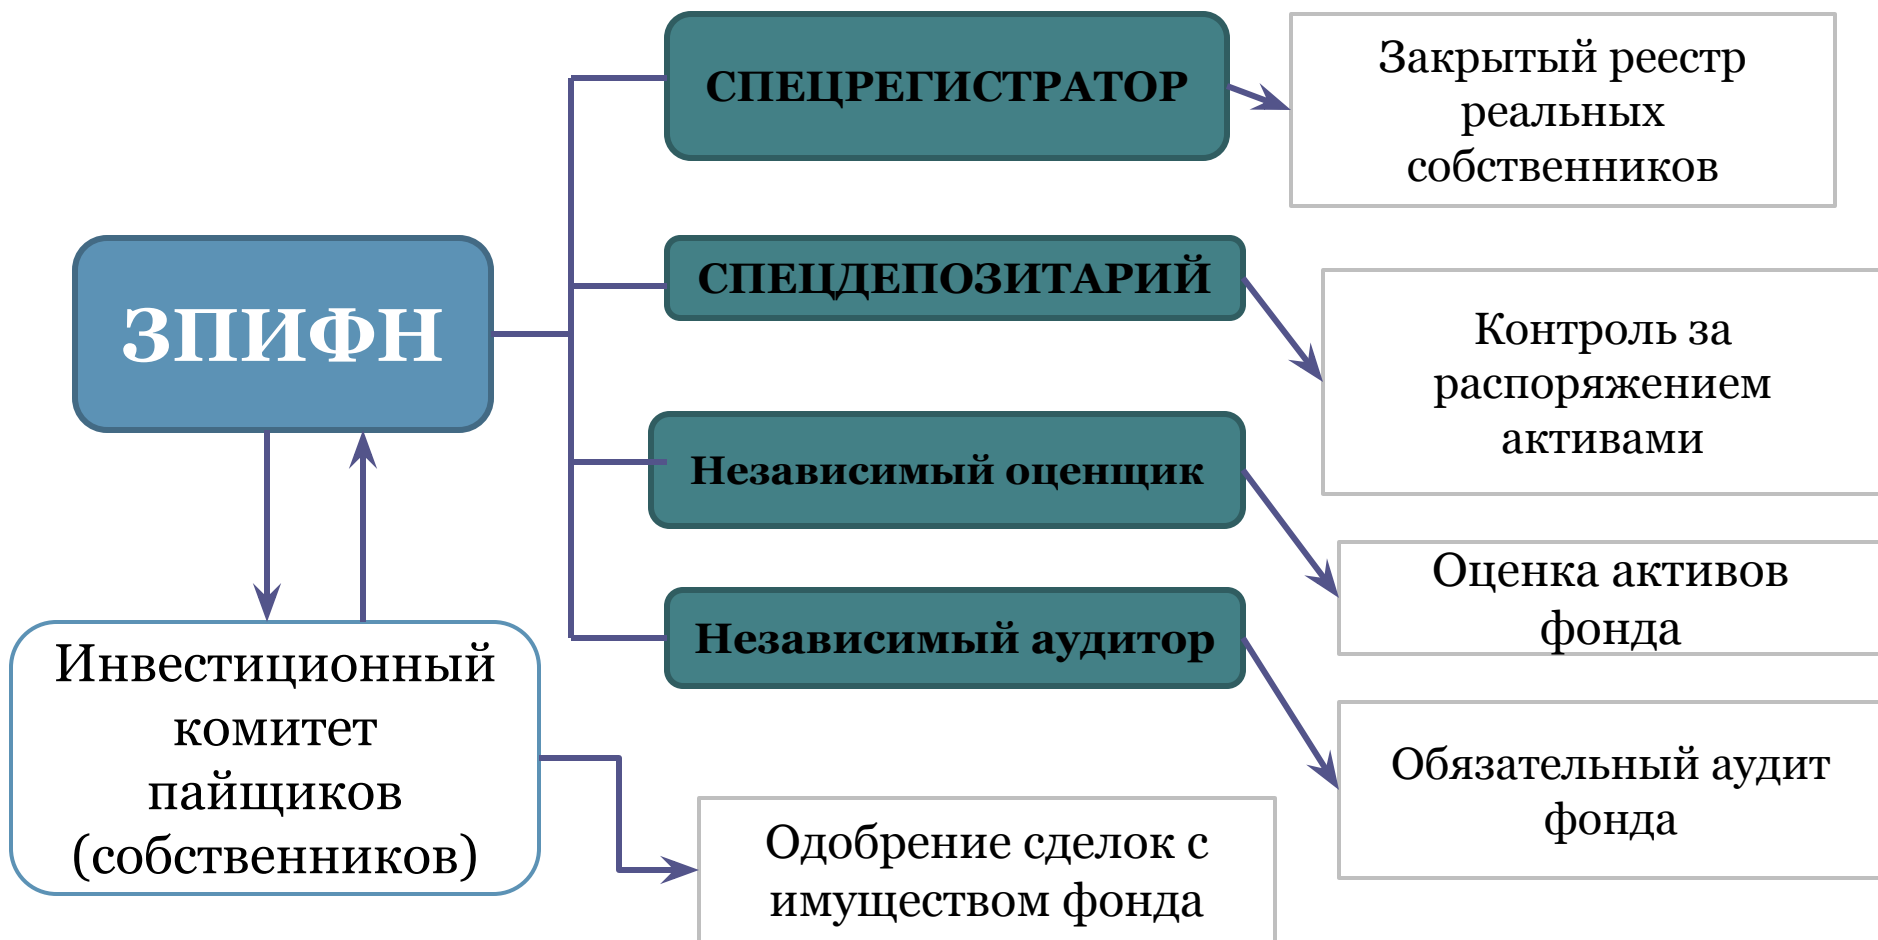 СПЕЦРЕГИСТРАТОР
Закрытый реестр
реальных
собственников
ЗПИФН
СПЕЦДЕПОЗИТАРИЙ
Контроль за
распоряжением
активами
Независимый оценщик
Оценка активов
фонда
Независимый аудитор
Обязательный аудит
фонда
Инвестиционный
комитет
пайщиков
(собственников)
Одобрение сделок с
имуществом фонда